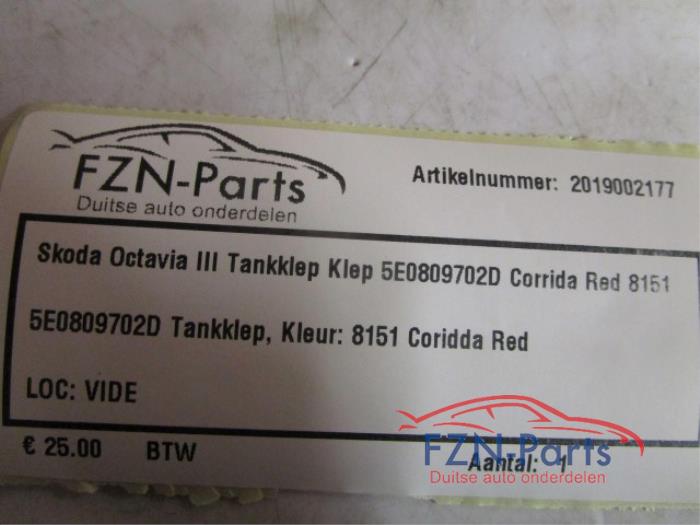 FZN-Parts
Duitse auto onderdelen
Artikelnummer: 2019002177
Skoda Octavia III Tankklep Klep 5E0809702D Corrida Red 8151
5E0809702D Tankklep, Kleur: 8151 Coridda Red
LOC: VIDE
€ 25.00 BTW
Aantal: 1
FZN-Parts
Duitse auto onderdelen